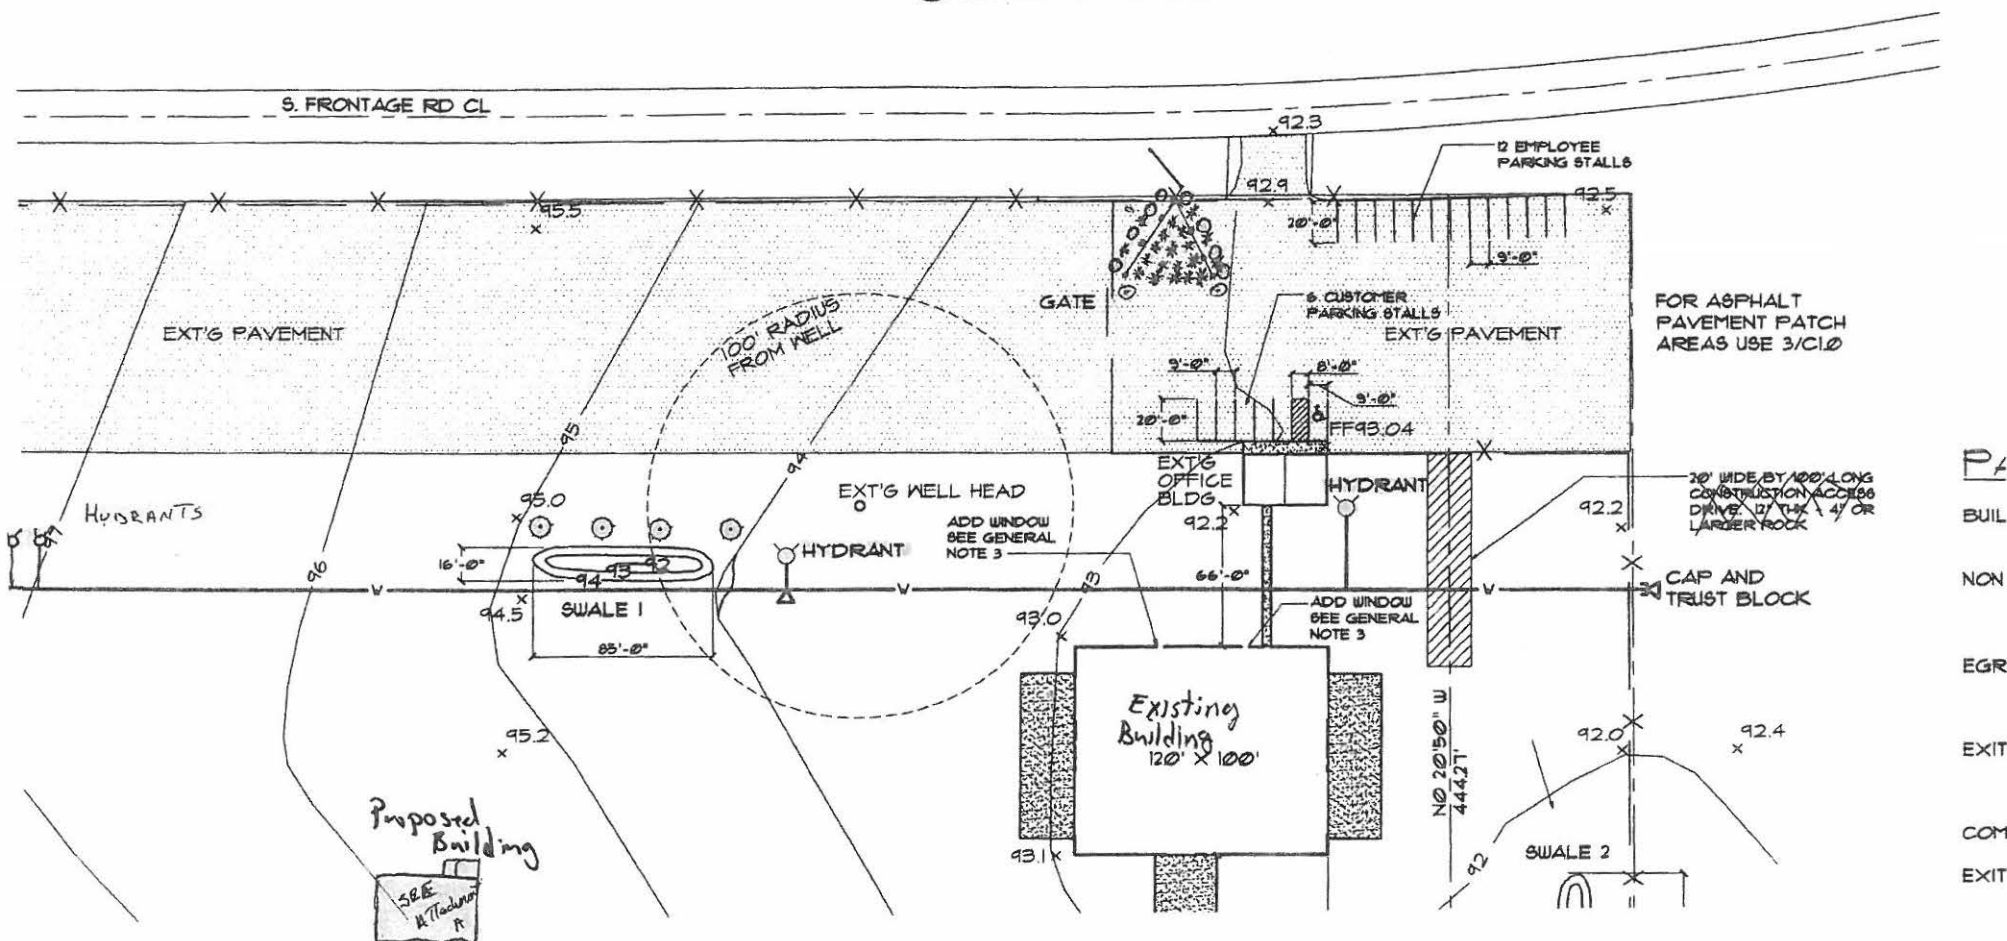 S. FRONTAGE RD CL
92.3
12 EMPLOYEE
PARKING STALLS
92.9
92.5
95.5
20'-0"
9'-0"
GATE
6 CUSTOMER
PARKING STALLS
EXT'G PAVEMENT
EXT'G PAVEMENT
100' RADIUS
FROM WELL
FOR ASPHALT
PAVEMENT PATCH
AREAS USE 3/C1.0
9'-0"
8'-0"
9'-0"
20'-0"
FF93.04
95
94
EXT'G
OFFICE
BLDG.
92.2
HYDRANT
20' WIDE BY 100' LONG
CONSTRUCTION ACCESS
DRIVE. 12" THK - 4" OR
LARGER ROCK
92.2
PA
BUIL
HYDRANTS
95.0
EXT'G WELL HEAD
ADD WINDOW
SEE GENERAL
NOTE 3
HYDRANT
16'-0"
94 93 92
96
66'-0"
93
W
W
W
CAP AND
TRUST BLOCK
NON
94.5
SWALE 1
85'-0"
93.0
ADD WINDOW
SEE GENERAL
NOTE 3
EGR
Existing
Building
120' X 100'
N0 20'50" W
444.27'
95.2
92.0
92.4
EXIT
Proposed
Building
SEE
ATTachment
A
93.1
92
SWALE 2
COM
EXIT